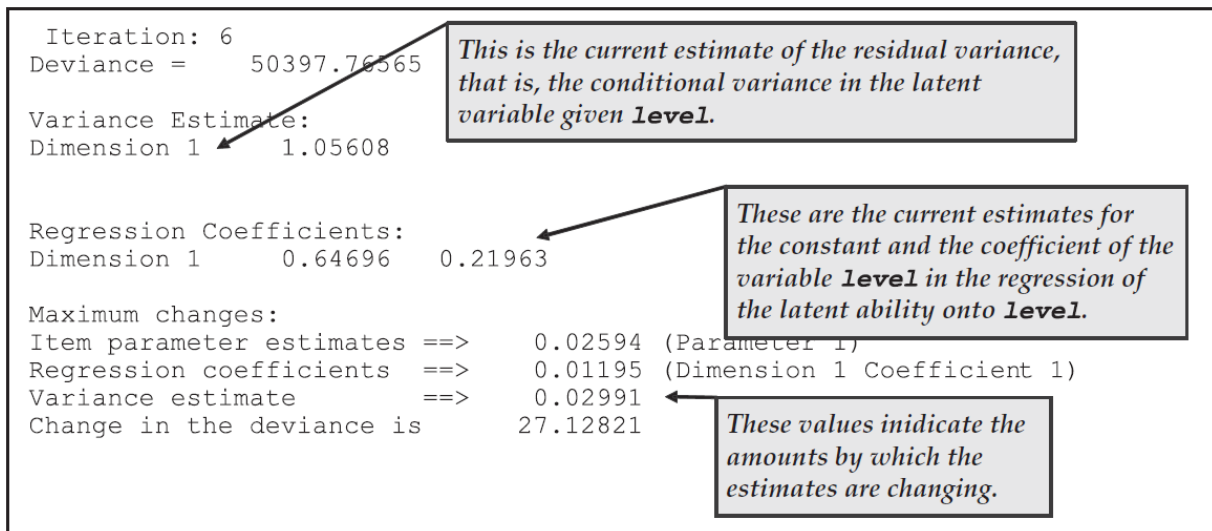 Iteration: 6
Deviance =     50397.76565
This is the current estimate of the residual variance,
that is, the conditional variance in the latent
variable given level.
Variance Estimate:
Dimension 1     1.05608
Regression Coefficients:
Dimension 1     0.64696   0.21963
These are the current estimates for
the constant and the coefficient of the
variable level in the regression of
the latent ability onto level.
Maximum changes:
Item parameter estimates ==>    0.02594 (Parameter 1)
Regression coefficients  ==>    0.01195 (Dimension 1 Coefficient 1)
Variance estimate        ==>    0.02991
Change in the deviance is      27.12821
These values inidicate the
amounts by which the
estimates are changing.